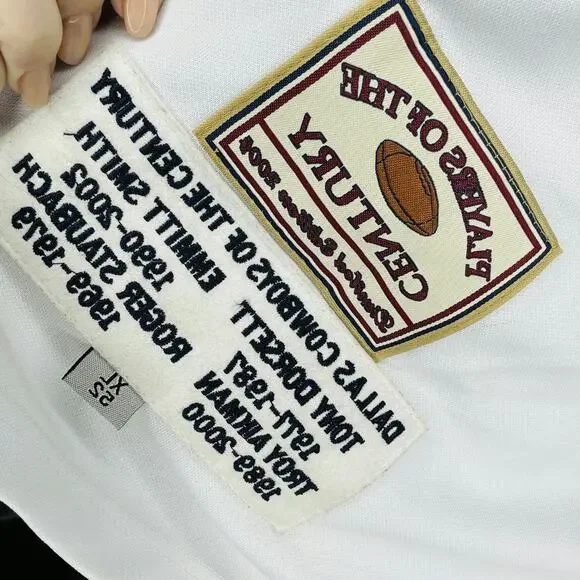 PLAYERS OF THE
CENTURY
Limited Edition 2004
DALLAS COWBOYS OF THE CENTURY
TONY DORSETT
1977-1987
TROY AIKMAN
1989-2000
EMMITT SMITH
1990-2002
ROGER STAUBACH
1969-1979
XL
52